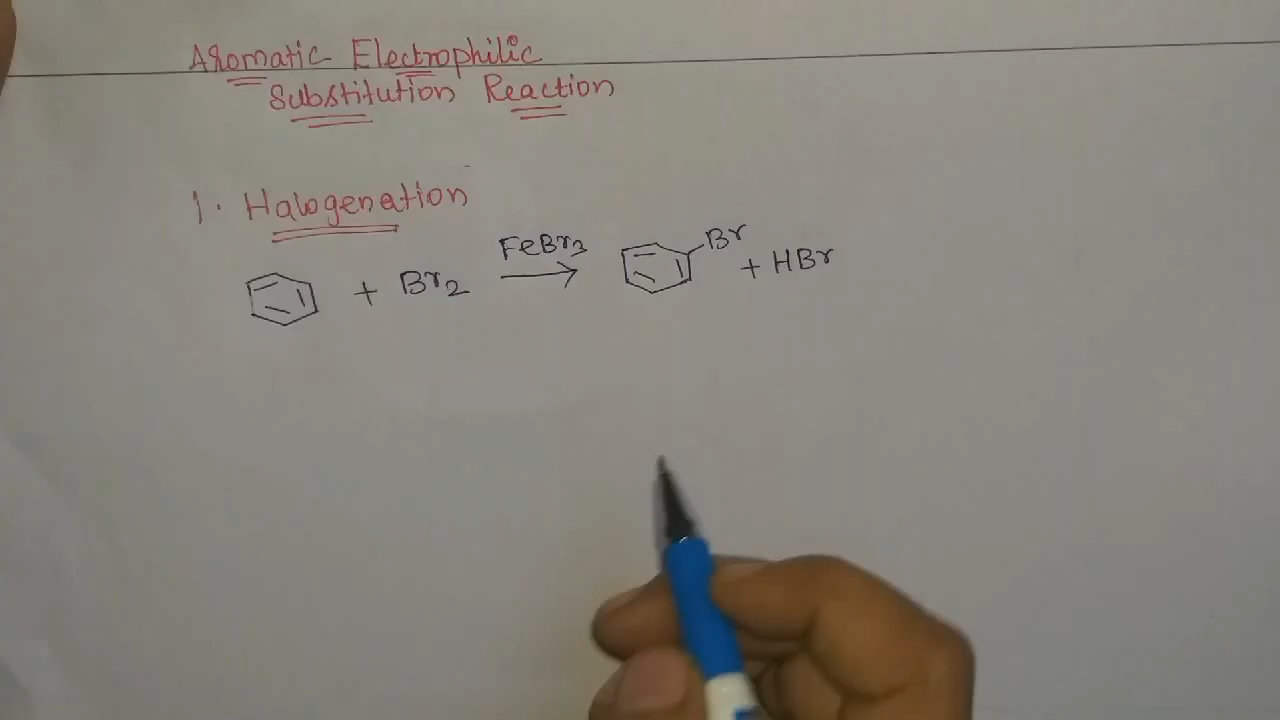 Aromatic Electrophilic
Substitution Reaction
1. Halogenation
+ Br2 FeBr3 Br + HBr